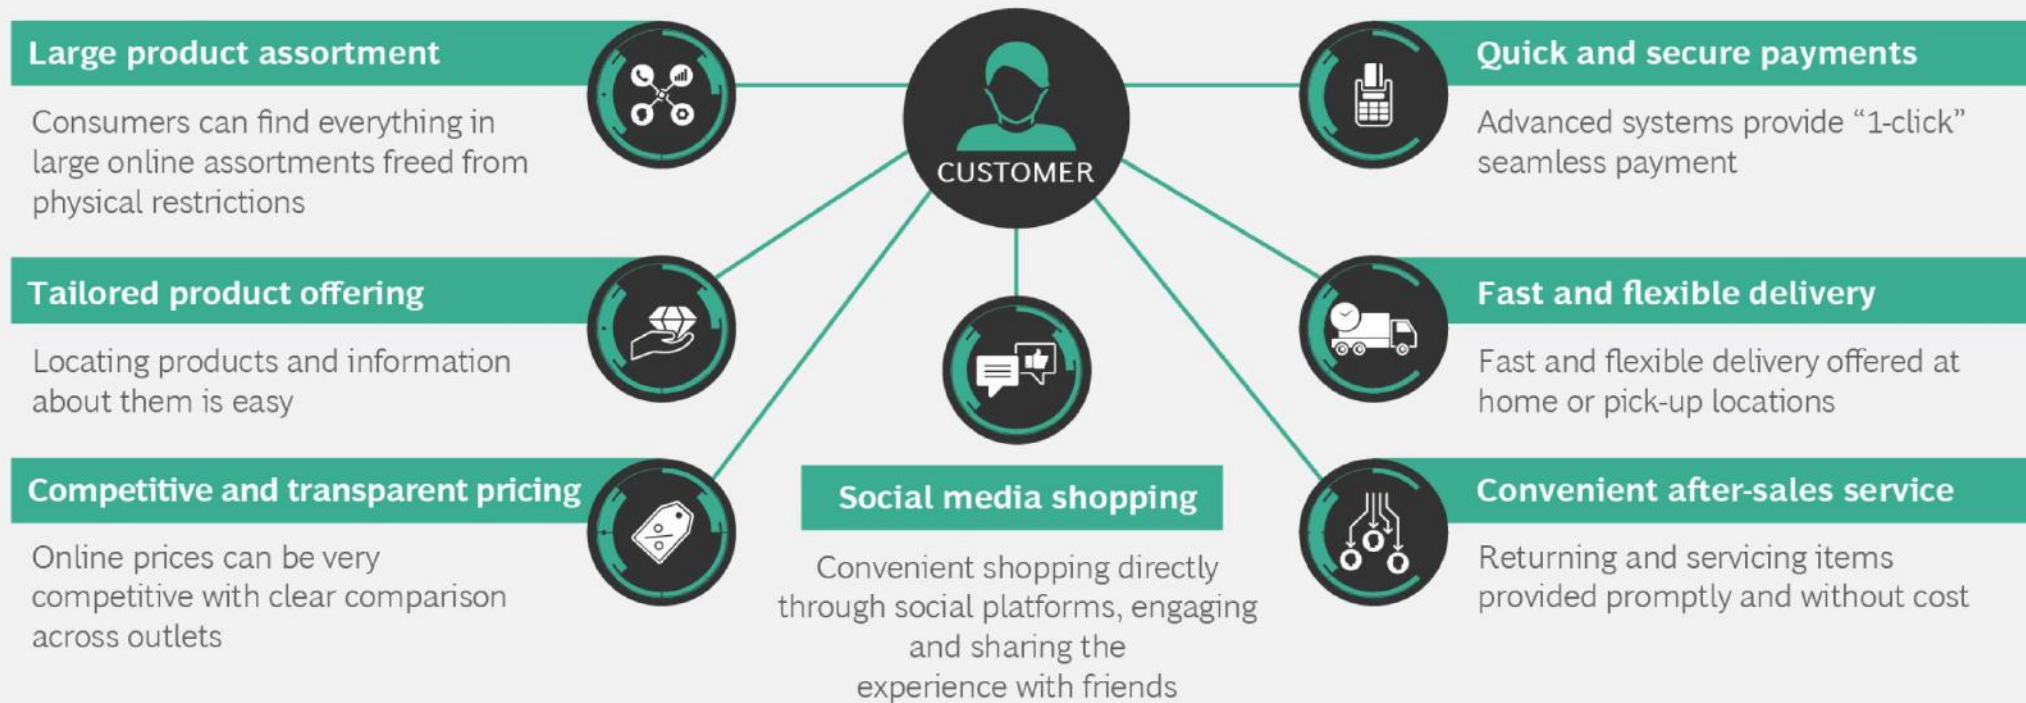 Large product assortment
Consumers can find everything in
large online assortments freed from
physical restrictions
Tailored product offering
Locating products and information
about them is easy
Competitive and transparent pricing
Online prices can be very
competitive with clear comparison
across outlets
CUSTOMER
Social media shopping
Convenient shopping directly
through social platforms, engaging
and sharing the
experience with friends
Quick and secure payments
Advanced systems provide “1-click”
seamless payment
Fast and flexible delivery
Fast and flexible delivery offered at
home or pick-up locations
Convenient after-sales service
Returning and servicing items
provided promptly and without cost